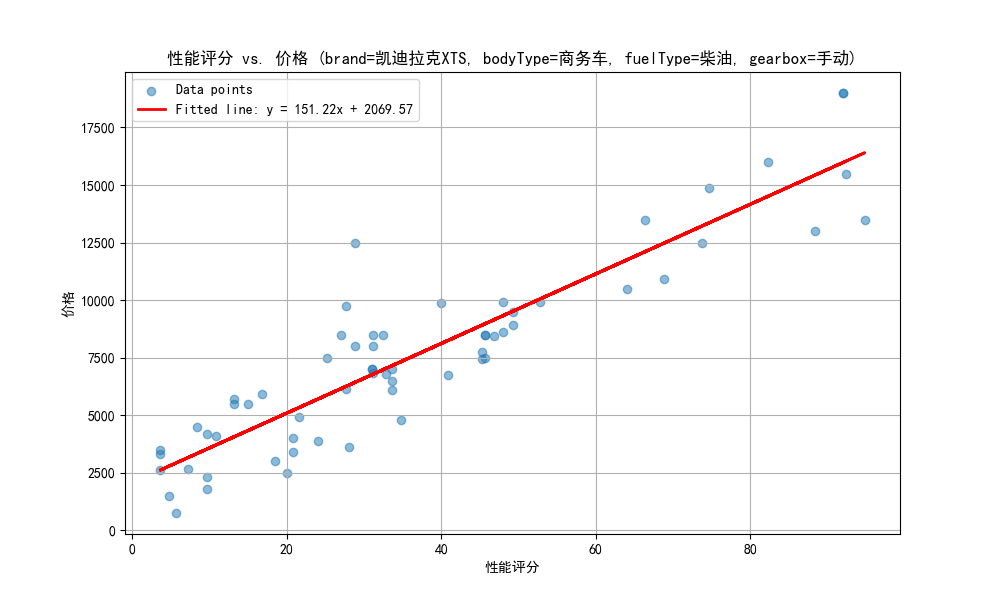 性能评分 vs. 价格 (brand=凯迪拉克XTS, bodyType=商务车, fuelType=柴油, gearbox=手动)
Data points
Fitted line: y = 151.22x + 2069.57
价格
17500
15000
12500
10000
7500
5000
2500
0
0 20 40 60 80
性能评分